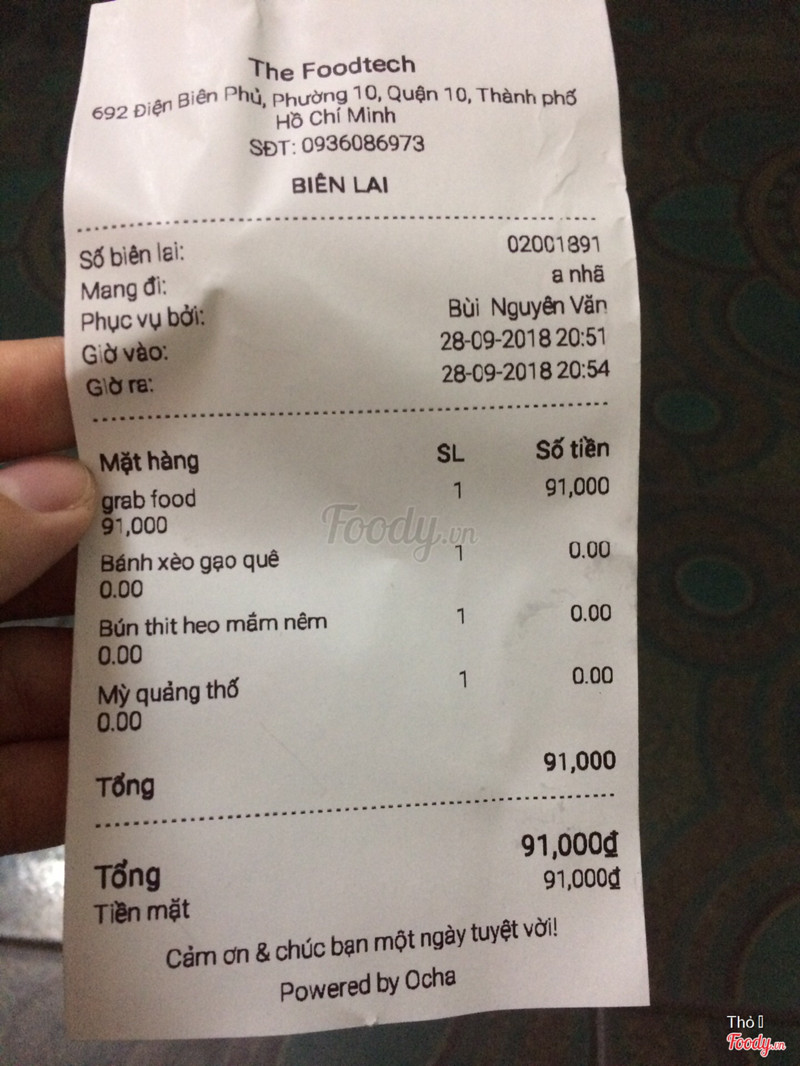 The Foodtech
692 Điện Biên Phủ, Phường 10, Quận 10, Thành phố
Hồ Chí Minh
SĐT: 0936086973
BIÊN LAI
Số biên lai: 02001891
Mang đi: a nhã
Phục vụ bởi: Bùi Nguyên Văn
Giờ vào: 28-09-2018 20:51
Giờ ra: 28-09-2018 20:54
Mặt hàng SL Số tiền
grab food 1 91,000
91,000
Bánh xèo gạo quê 1 0.00
0.00
Bún thit heo mắm nêm 1 0.00
0.00
Mỳ quảng thố 1 0.00
0.00
Tổng 91,000
Tổng 91,000₫
Tiền mặt 91,000₫
Cảm ơn & chúc bạn một ngày tuyệt vời!
Powered by Ocha
Foody.vn
Thỏ
Foody.vn